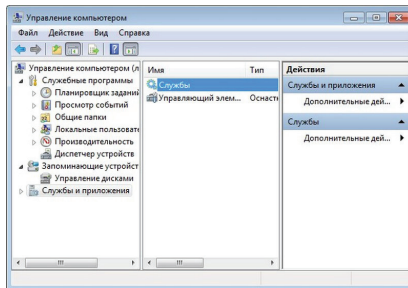 Управление компьютером
Файл Действие Вид Справка
Управление компьютером (л
Служебные программы
Планировщик заданий
Просмотр событий
Общие папки
Локальные пользовате
Производительность
Диспетчер устройств
Запоминающие устройст
Управление дисками
Службы и приложения
Имя Тип
Службы
Управляющий элем... Оснастк
Действия
Службы и приложения
Дополнительные дей...
Службы
Дополнительные дей...